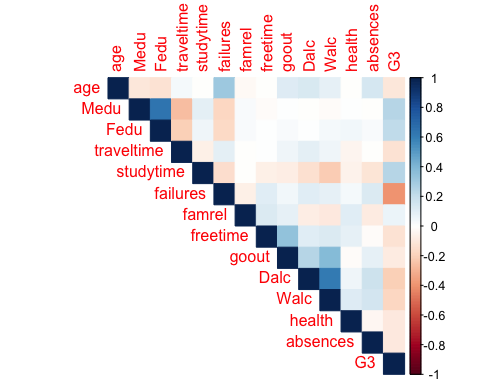 age
Medu
Fedu
traveltime
studytime
failures
famrel
freetime
goout
Dalc
Walc
health
absences
G3
age
Medu
Fedu
traveltime
studytime
failures
famrel
freetime
goout
Dalc
Walc
health
absences
G3
1
0.8
0.6
0.4
0.2
0
-0.2
-0.4
-0.6
-0.8
-1